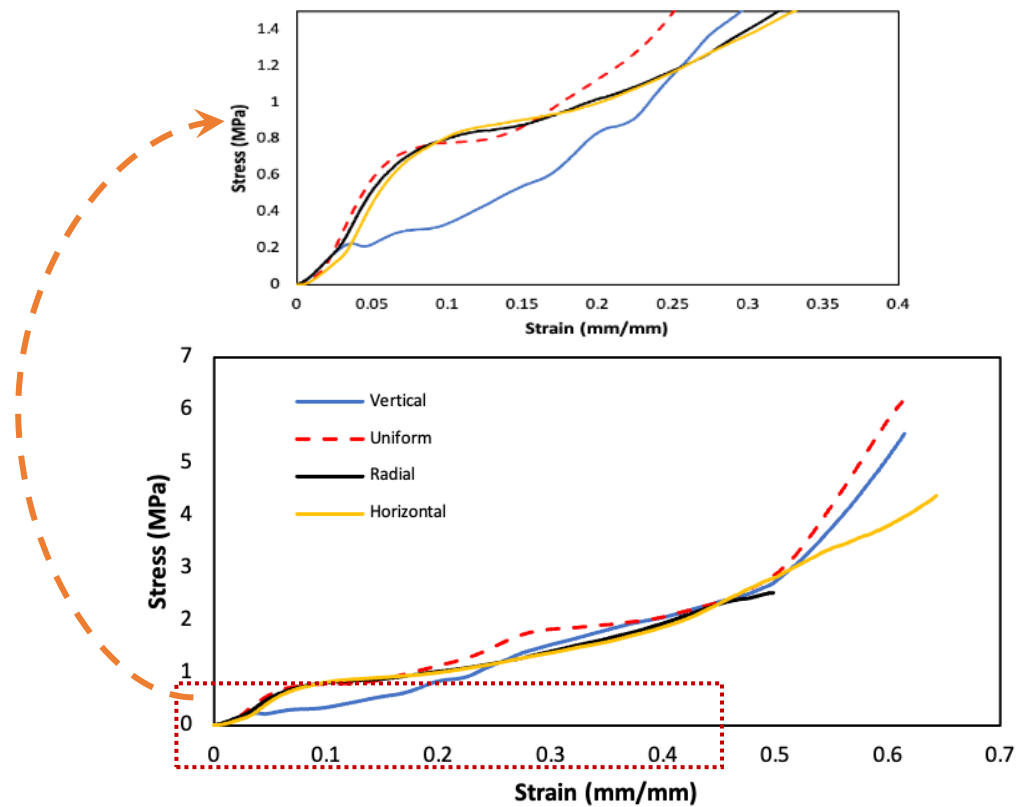 1.4
1.2
1
0.8
0.6
0.4
0.2
0
Stress (MPa)
0 0.05 0.1 0.15 0.2 0.25 0.3 0.35 0.4
Strain (mm/mm)
7
6
5
4
3
2
1
0
Stress (MPa)
Vertical
Uniform
Radial
Horizontal
0 0.1 0.2 0.3 0.4 0.5 0.6 0.7
Strain (mm/mm)